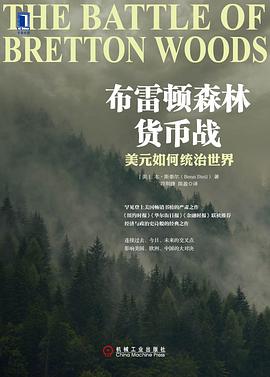 THE BATTLE OF
BRETTON WOODS
布雷顿森林
货币战
美元如何统治世界
［美］本·斯泰尔（Benn Steil）著
符荆捷 陈盈 译
罕见登上美国畅销书榜的严肃之作
《纽约时报》《华尔街日报》《金融时报》联袂推荐
经济与政治史诗般的经典之作
连接过去、今日、未来的交叉点
影响美国、欧洲、中国的大对决
机械工业出版社
China Machine Press